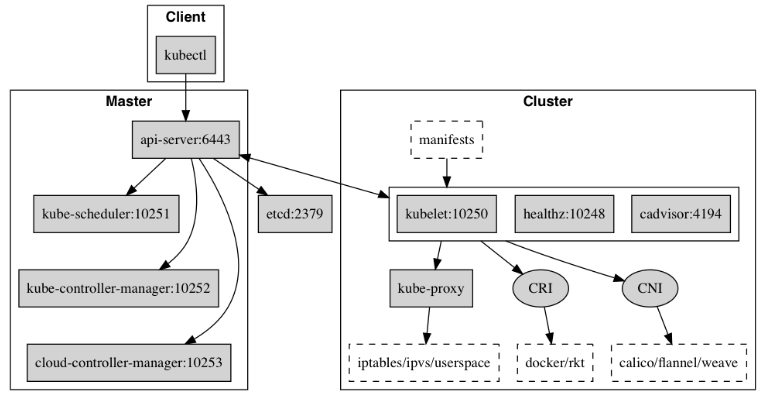 Client
kubectl
Master
Cluster
api-server:6443
manifests
kube-scheduler:10251
etcd:2379
kubelet:10250
healthz:10248
cadvisor:4194
kube-controller-manager:10252
kube-proxy
CRI
CNI
cloud-controller-manager:10253
iptables/ipvs/userspace
docker/rkt
calico/flannel/weave